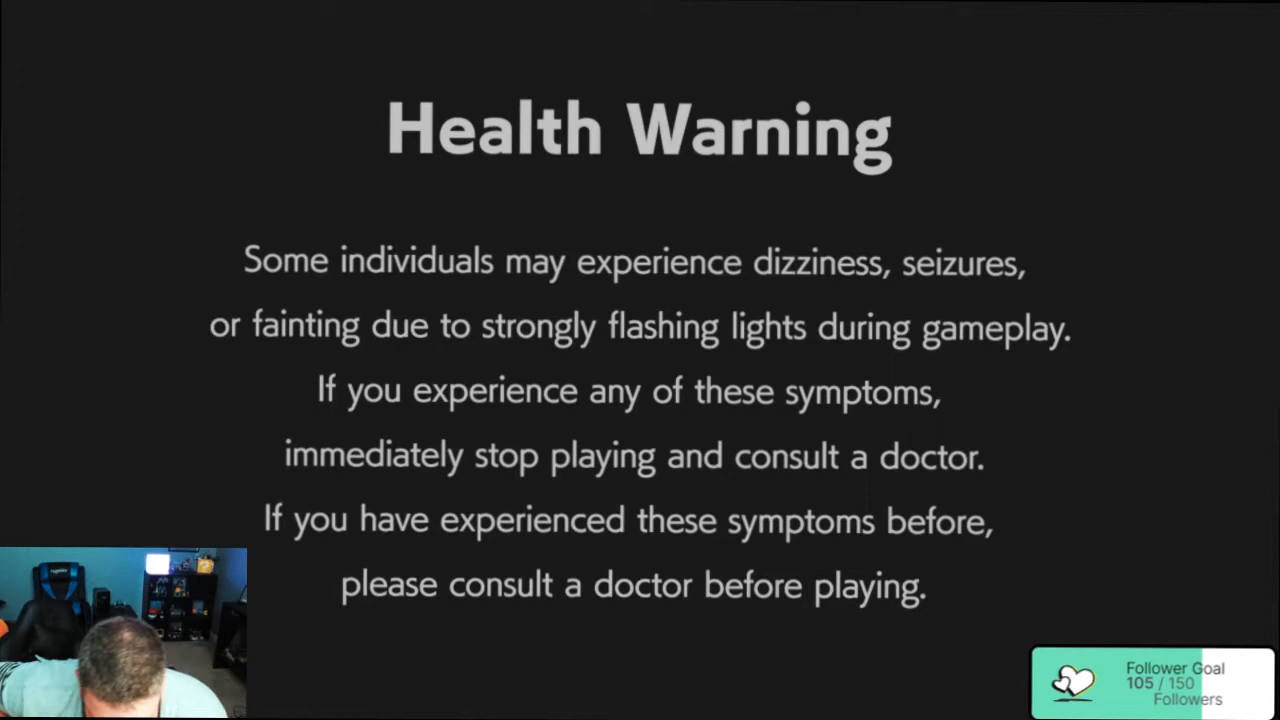 Health Warning
Some individuals may experience dizziness, seizures,
or fainting due to strongly flashing lights during gameplay.
If you experience any of these symptoms,
immediately stop playing and consult a doctor.
If you have experienced these symptoms before,
please consult a doctor before playing.
Follower Goal
105 / 150
Followers